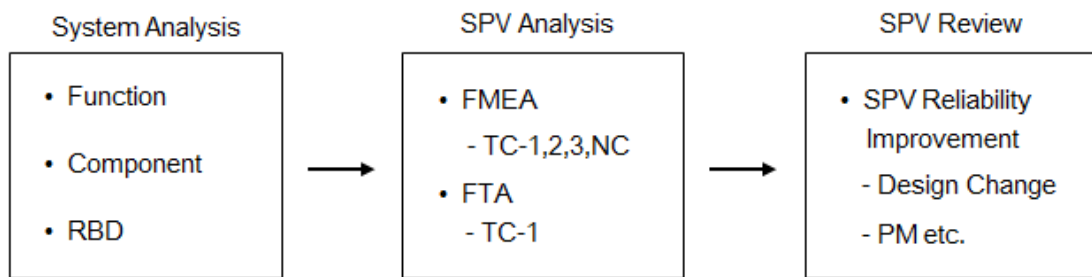 System Analysis
• Function
• Component
• RBD
SPV Analysis
• FMEA
- TC-1,2,3,NC
• FTA
- TC-1
SPV Review
• SPV Reliability
Improvement
- Design Change
- PM etc.